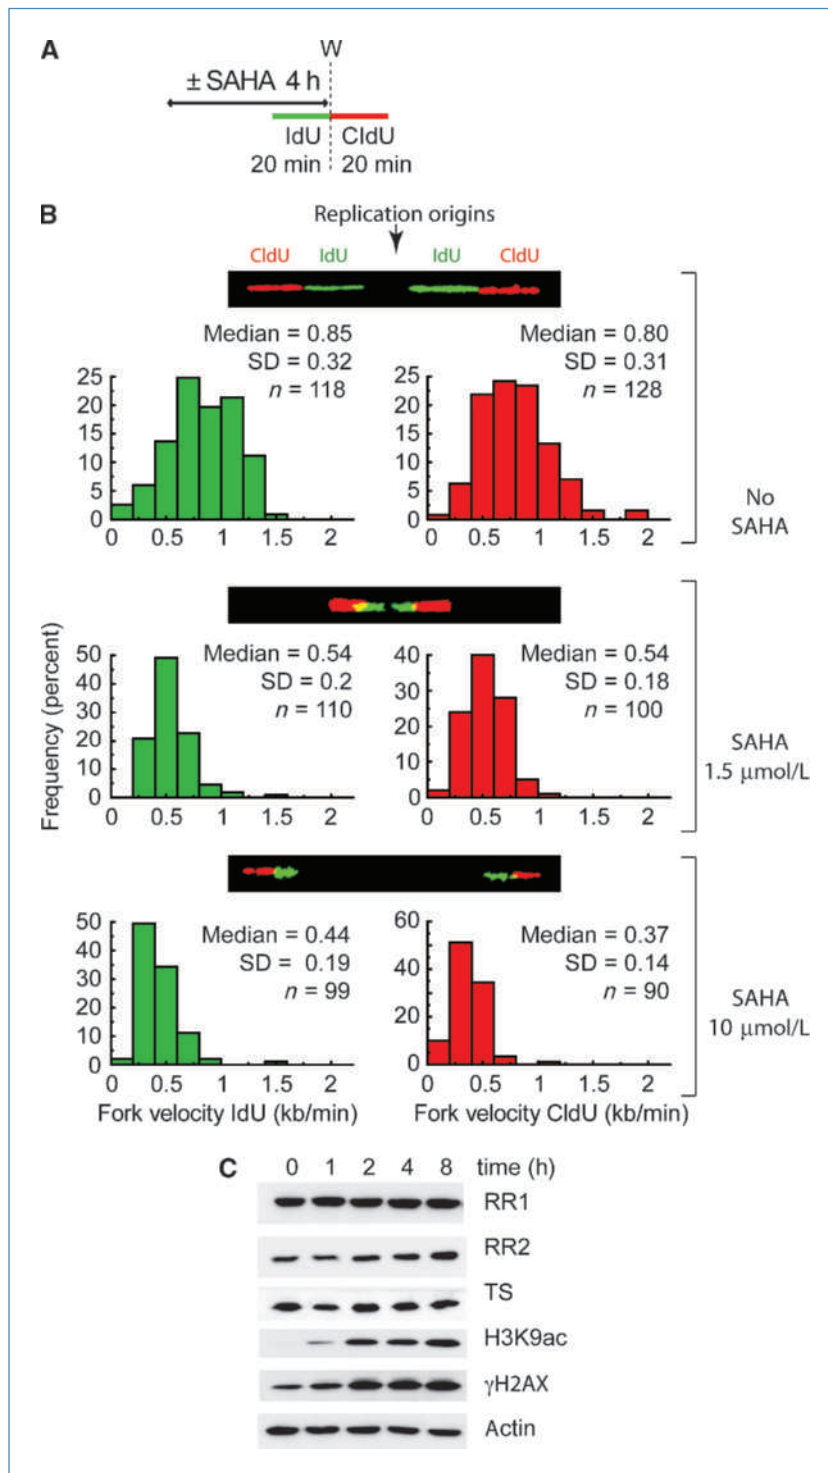 A
W
± SAHA 4 h
IdU CldU
20 min 20 min
B
Replication origins
CldU IdU IdU CldU
Median = 0.85
SD = 0.32
n = 118
25
20
15
10
5
0
0 0.5 1 1.5 2
Median = 0.80
SD = 0.31
n = 128
25
20
15
10
5
0
0 0.5 1 1.5 2
No
SAHA
Frequency (percent)
Median = 0.54
SD = 0.2
n = 110
50
40
30
20
10
0
0 0.5 1 1.5 2
Median = 0.54
SD = 0.18
n = 100
40
30
20
10
0
0 0.5 1 1.5 2
SAHA
1.5 μmol/L
Median = 0.44
SD = 0.19
n = 99
50
40
30
20
10
0
0 0.5 1 1.5 2
Fork velocity IdU (kb/min)
Median = 0.37
SD = 0.14
n = 90
60
40
20
0
0 0.5 1 1.5 2
Fork velocity CldU (kb/min)
SAHA
10 μmol/L
C
0 1 2 4 8 time (h)
RR1
RR2
TS
H3K9ac
γH2AX
Actin